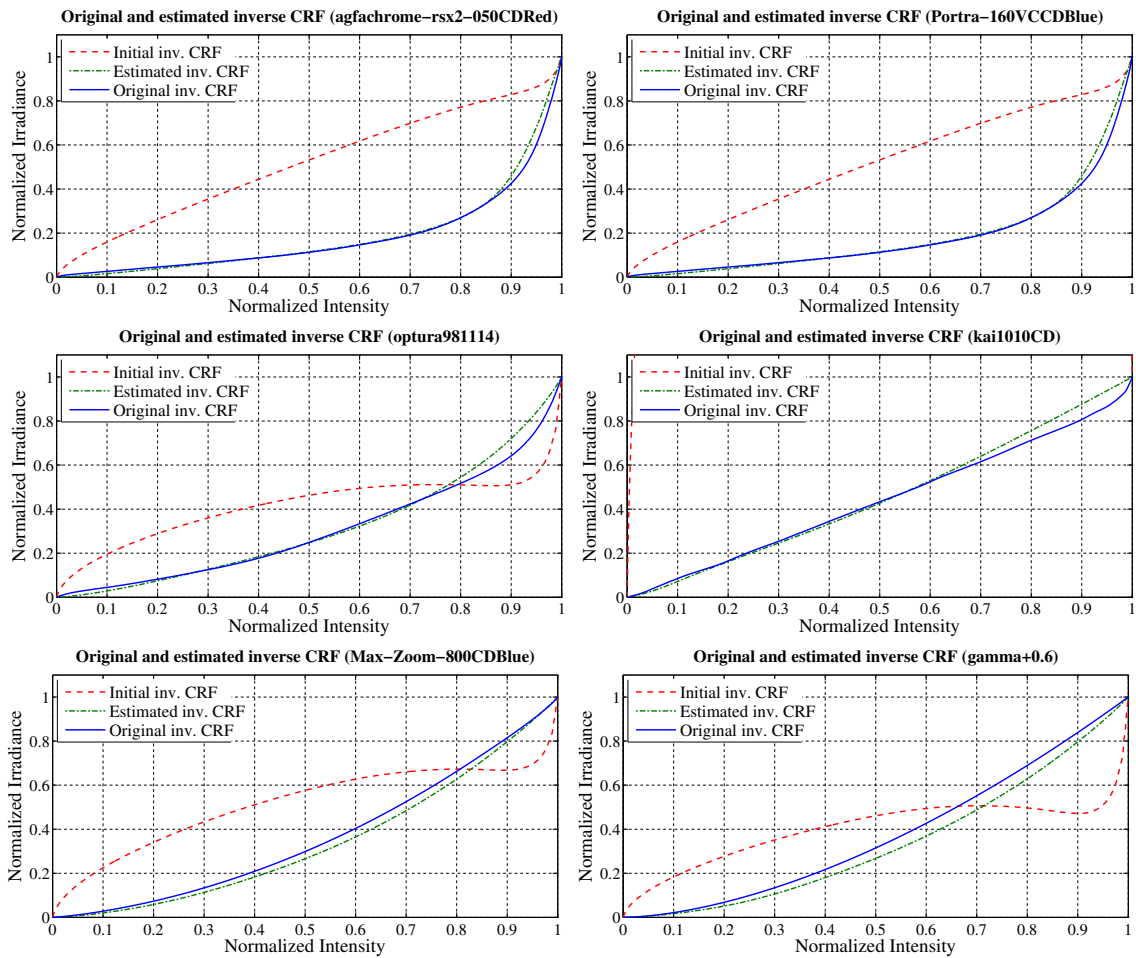 Original and estimated inverse CRF (agfachrome−rsx2−050CDRed)
1
0.8
0.6
0.4
0.2
0
Normalized Irradiance
Initial inv. CRF
Estimated inv. CRF
Original inv. CRF
0 0.1 0.2 0.3 0.4 0.5 0.6 0.7 0.8 0.9 1
Normalized Intensity
Original and estimated inverse CRF (Portra−160VCCDBlue)
1
0.8
0.6
0.4
0.2
0
Normalized Irradiance
Initial inv. CRF
Estimated inv. CRF
Original inv. CRF
0 0.1 0.2 0.3 0.4 0.5 0.6 0.7 0.8 0.9 1
Normalized Intensity
Original and estimated inverse CRF (optura981114)
1
0.8
0.6
0.4
0.2
0
Normalized Irradiance
Initial inv. CRF
Estimated inv. CRF
Original inv. CRF
0 0.1 0.2 0.3 0.4 0.5 0.6 0.7 0.8 0.9 1
Normalized Intensity
Original and estimated inverse CRF (kai1010CD)
1
0.8
0.6
0.4
0.2
0
Normalized Irradiance
Initial inv. CRF
Estimated inv. CRF
Original inv. CRF
0 0.1 0.2 0.3 0.4 0.5 0.6 0.7 0.8 0.9 1
Normalized Intensity
Original and estimated inverse CRF (Max−Zoom−800CDBlue)
1
0.8
0.6
0.4
0.2
0
Normalized Irradiance
Initial inv. CRF
Estimated inv. CRF
Original inv. CRF
0 0.1 0.2 0.3 0.4 0.5 0.6 0.7 0.8 0.9 1
Normalized Intensity
Original and estimated inverse CRF (gamma+0.6)
1
0.8
0.6
0.4
0.2
0
Normalized Irradiance
Initial inv. CRF
Estimated inv. CRF
Original inv. CRF
0 0.1 0.2 0.3 0.4 0.5 0.6 0.7 0.8 0.9 1
Normalized Intensity